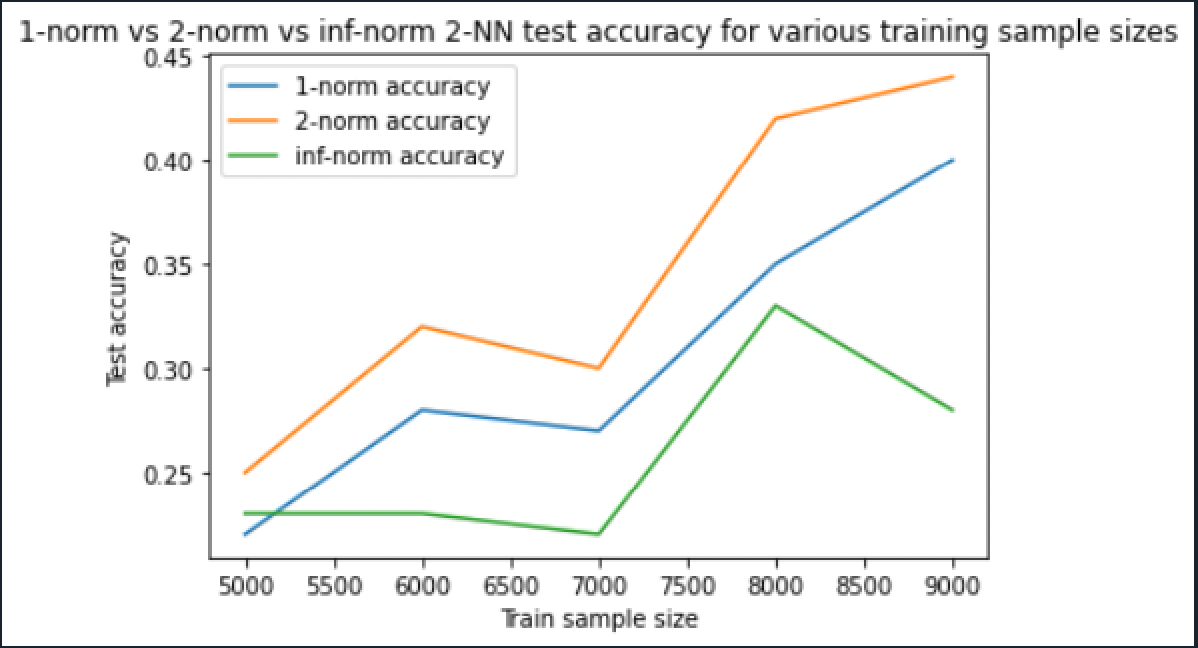 1-norm vs 2-norm vs inf-norm 2-NN test accuracy for various training sample sizes
0.45
1-norm accuracy
2-norm accuracy
0.40
inf-norm accuracy
0.35
Test accuracy
0.30
0.25
5000 5500 6000 6500 7000 7500 8000 8500 9000
Train sample size